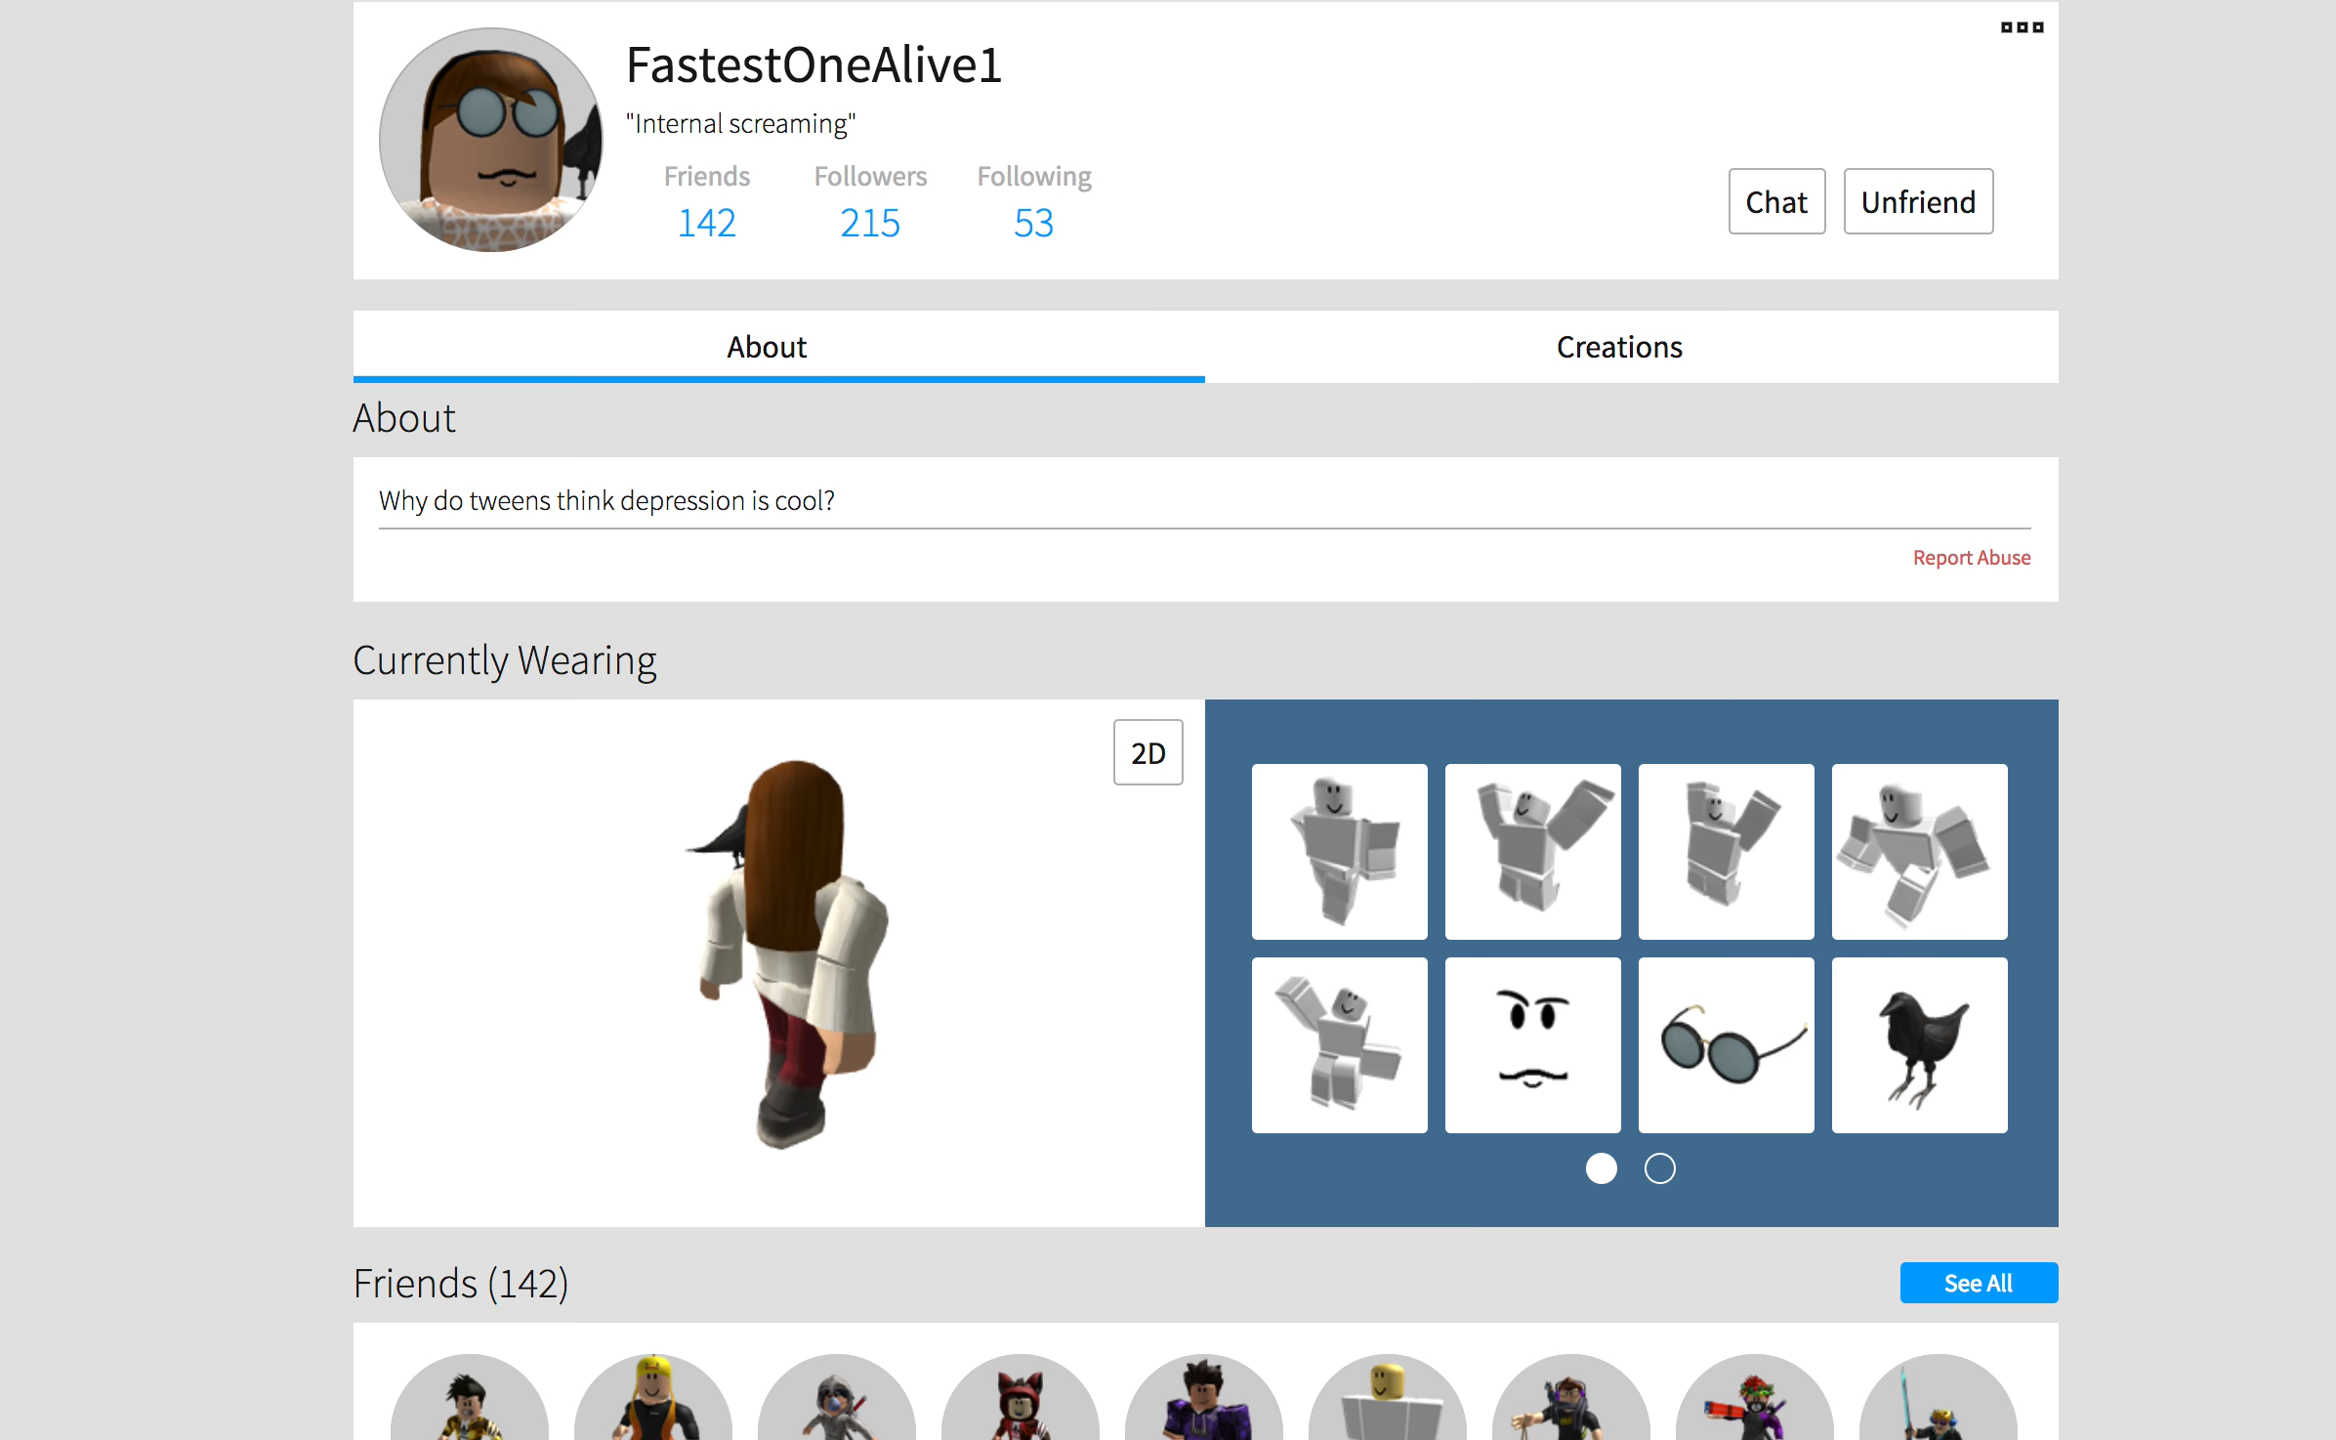 FastestOneAlive1
"Internal screaming"
Friends Followers Following
142 215 53
Chat Unfriend
About Creations
About
Why do tweens think depression is cool?
Report Abuse
Currently Wearing
2D
Friends (142)
See All